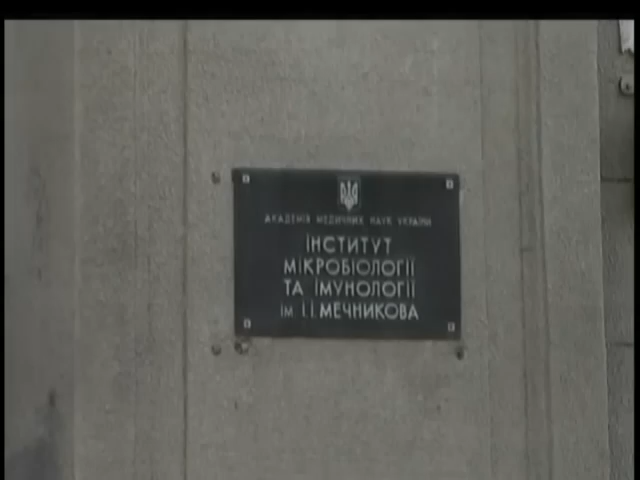 АКАДЕМІЯ МЕДИЧНИХ НАУК УКРАЇНИ
ІНСТИТУТ
МІКРОБІОЛОГІЇ
ТА ІМУНОЛОГІЇ
ІМ. І.І. МЕЧНИКОВА